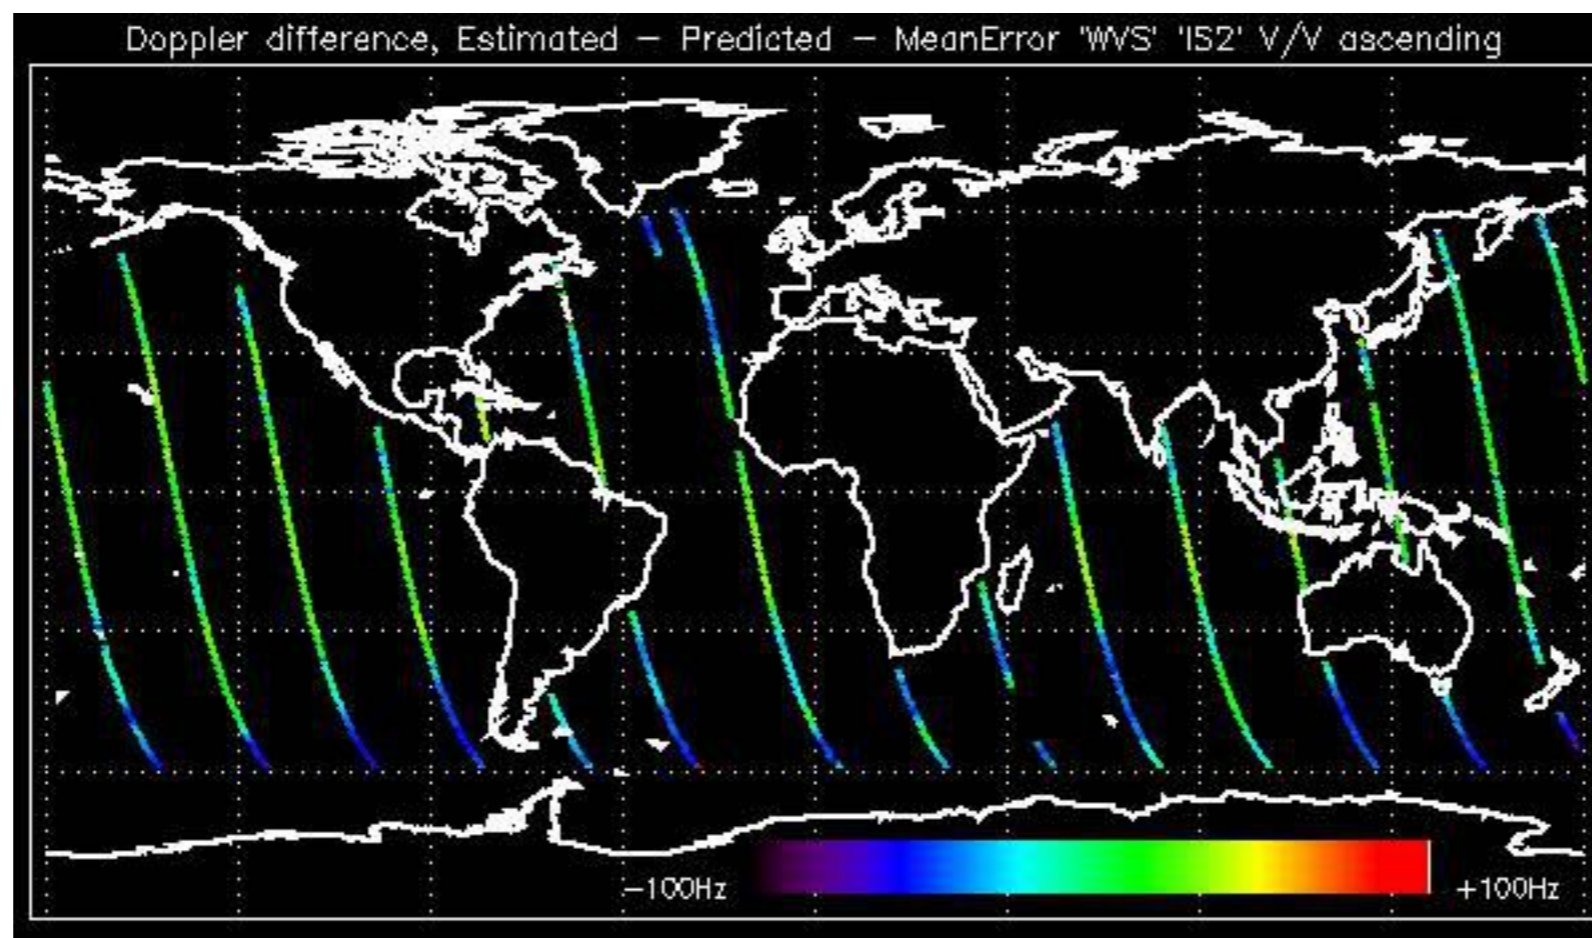 Doppler difference, Estimated - Predicted - MeanError 'WVS' 'IS2' V/V ascending
-100Hz +100Hz